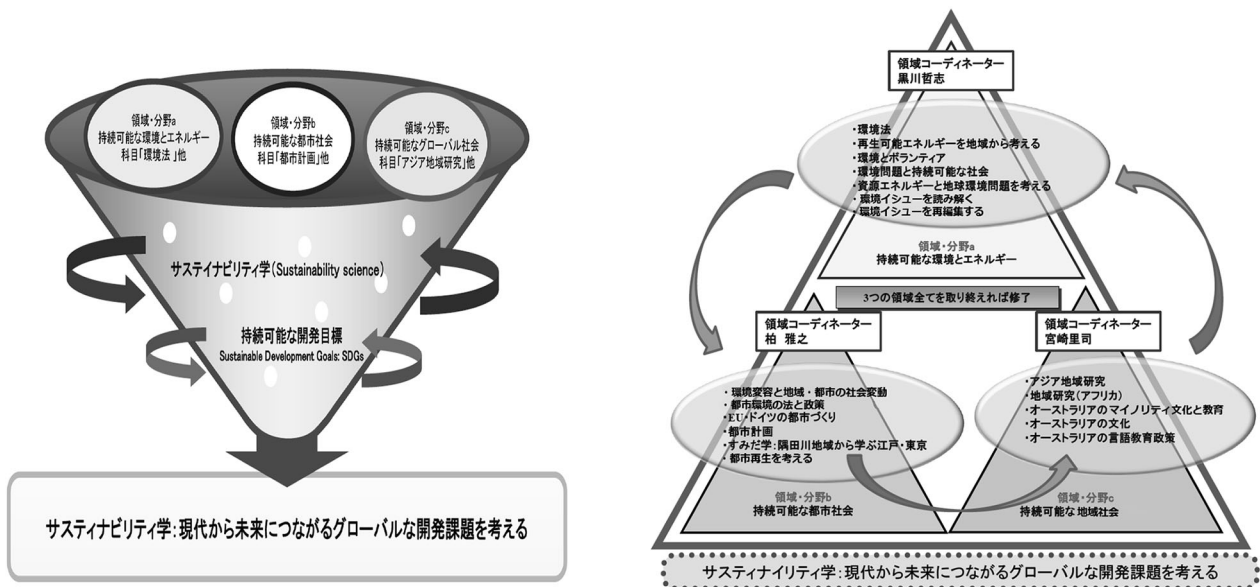 領域・分野a
持続可能な環境とエネルギー
科目「環境法」他
領域・分野b
持続可能な都市社会
科目「都市計画」他
領域・分野c
持続可能なグローバル社会
科目「アジア地域研究」他
サステイナビリティ学(Sustainability science)
持続可能な開発目標
Sustainable Development Goals: SDGs
サスティナビリティ学:現代から未来につながるグローバルな開発課題を考える
領域コーディネーター
黒川哲志
・環境法
・再生可能エネルギーを地域から考える
・環境とボランティア
・環境問題と持続可能な社会
・資源エネルギーと地球環境問題を考える
・環境イシューを読み解く
・環境イシューを再編集する
領域・分野a
持続可能な環境とエネルギー
3つの領域全てを取り終えれば修了
領域コーディネーター
柏 雅之
・環境変容と地域・都市の社会変動
・都市環境の法と政策
・EU・ドイツの都市づくり
・都市計画
・すみだ学:隅田川地域から学ぶ江戸・東京
・都市再生を考える
領域・分野b
持続可能な都市社会
領域コーディネーター
宮崎里司
・アジア地域研究
・地域研究(アフリカ)
・オーストラリアのマイノリティ文化と教育
・オーストラリアの文化
・オーストラリアの言語教育政策
領域・分野c
持続可能な地域社会
サスティナイリティ学:現代から未来につながるグローバルな開発課題を考える